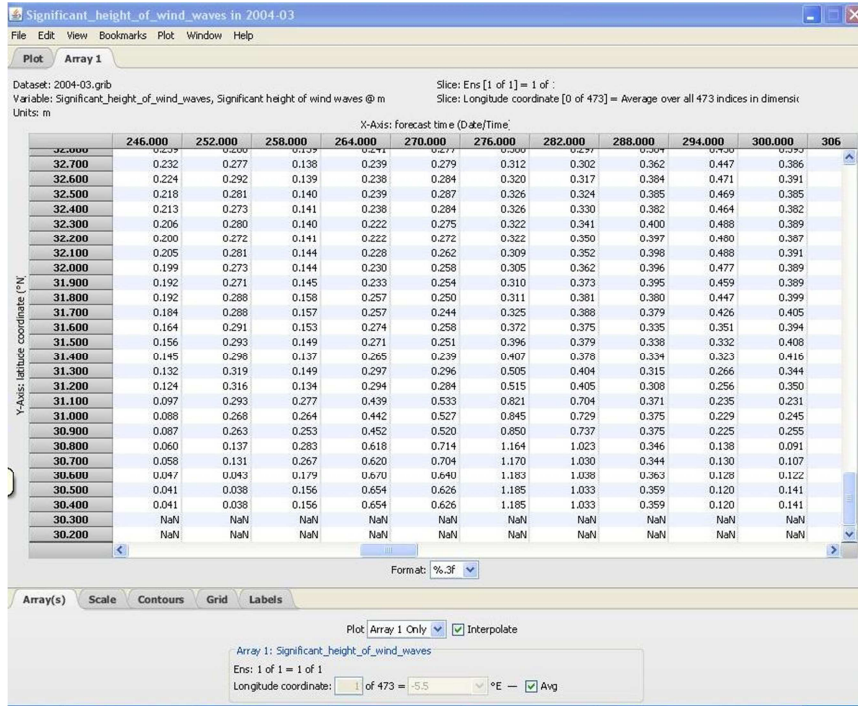 Significant_height_of_wind_waves in 2004-03
File Edit View Bookmarks Plot Window Help
Plot Array 1
Dataset: 2004-03.grib
Variable: Significant_height_of_wind_waves, Significant height of wind waves @ m
Units: m
Slice: Ens [1 of 1] = 1 of
Slice: Longitude coordinate [0 of 473] = Average over all 473 indices in dimensio
X-Axis: forecast time (Date/Time)
246.000 252.000 258.000 264.000 270.000 276.000 282.000 288.000 294.000 300.000 306
32.700 0.232 0.277 0.138 0.239 0.279 0.312 0.302 0.362 0.447 0.386
32.600 0.224 0.292 0.139 0.238 0.284 0.320 0.317 0.384 0.471 0.391
32.500 0.218 0.281 0.140 0.239 0.287 0.326 0.324 0.385 0.469 0.385
32.400 0.213 0.273 0.141 0.238 0.284 0.326 0.330 0.382 0.464 0.382
32.300 0.206 0.280 0.140 0.222 0.275 0.322 0.341 0.400 0.488 0.389
32.200 0.200 0.272 0.141 0.222 0.272 0.322 0.350 0.397 0.480 0.387
32.100 0.205 0.281 0.144 0.228 0.262 0.309 0.352 0.398 0.488 0.391
32.000 0.199 0.273 0.144 0.230 0.258 0.305 0.362 0.396 0.477 0.389
31.900 0.192 0.271 0.145 0.233 0.254 0.310 0.373 0.395 0.459 0.389
31.800 0.192 0.288 0.158 0.257 0.250 0.311 0.381 0.380 0.447 0.399
31.700 0.184 0.288 0.157 0.257 0.244 0.325 0.388 0.379 0.426 0.405
31.600 0.164 0.291 0.153 0.274 0.258 0.372 0.375 0.335 0.351 0.394
31.500 0.156 0.293 0.149 0.271 0.251 0.396 0.379 0.338 0.332 0.408
31.400 0.145 0.298 0.137 0.265 0.239 0.407 0.378 0.334 0.323 0.416
31.300 0.132 0.319 0.149 0.297 0.296 0.505 0.404 0.315 0.266 0.344
31.200 0.124 0.316 0.134 0.294 0.284 0.515 0.405 0.308 0.256 0.350
31.100 0.097 0.293 0.277 0.439 0.533 0.821 0.704 0.371 0.235 0.231
31.000 0.088 0.268 0.264 0.442 0.527 0.845 0.729 0.375 0.229 0.245
30.900 0.087 0.263 0.253 0.452 0.520 0.850 0.737 0.375 0.225 0.255
30.800 0.060 0.137 0.283 0.618 0.714 1.164 1.023 0.346 0.138 0.091
30.700 0.058 0.131 0.267 0.620 0.704 1.170 1.030 0.344 0.130 0.107
30.600 0.047 0.043 0.179 0.670 0.640 1.183 1.038 0.363 0.128 0.122
30.500 0.041 0.038 0.156 0.654 0.626 1.185 1.033 0.359 0.120 0.141
30.400 0.041 0.038 0.156 0.654 0.626 1.185 1.033 0.359 0.120 0.141
30.300 NaN NaN NaN NaN NaN NaN NaN NaN NaN NaN
30.200 NaN NaN NaN NaN NaN NaN NaN NaN NaN NaN
Y-Axis: latitude coordinate (°N)
Format: %.3f
Array(s) Scale Contours Grid Labels
Plot Array 1 Only Interpolate
Array 1: Significant_height_of_wind_waves
Ens: 1 of 1 = 1 of 1
Longitude coordinate: 1 of 473 = -5.5 °E — Avg